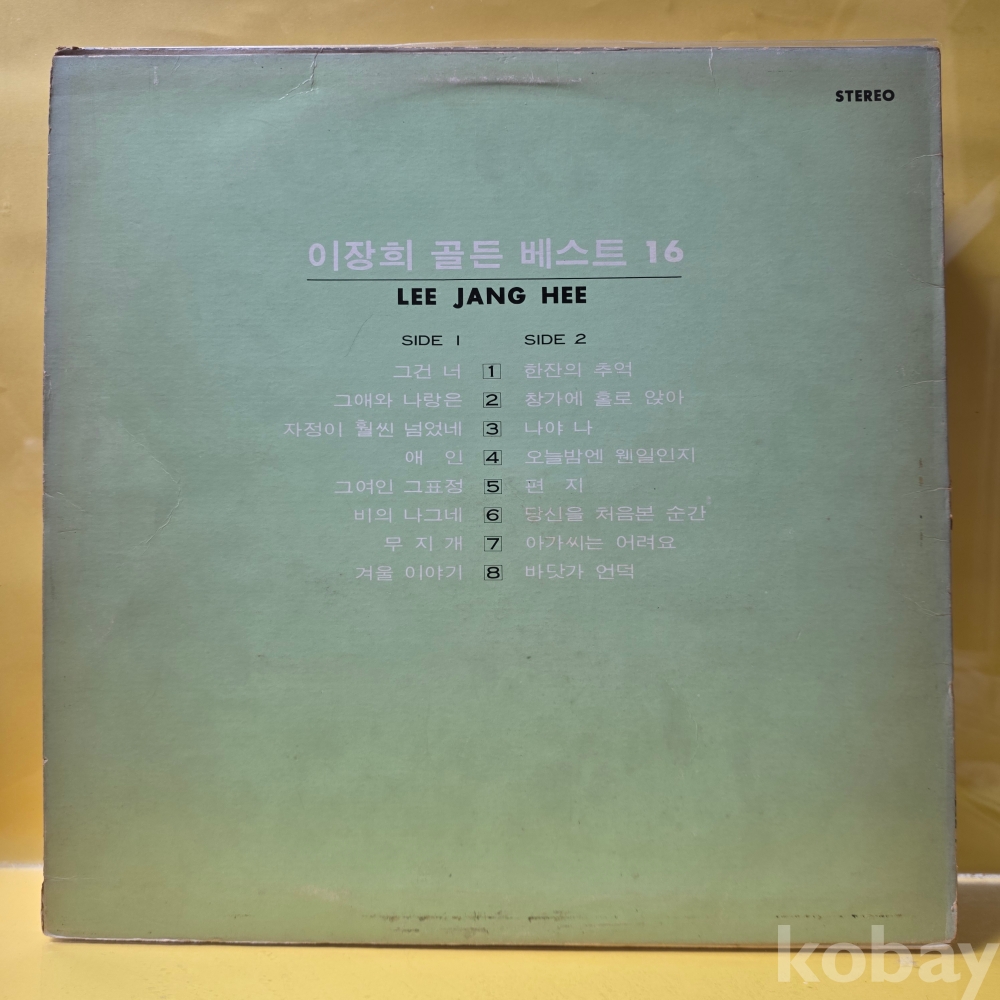 STEREO
이장희 골든 베스트 16
LEE JANG HEE
SIDE 1 SIDE 2
그건 너 1 한잔의 추억
그애와 나랑은 2 창가에 홀로 앉아
자정이 훨씬 넘었네 3 나야 나
애 인 4 오늘밤엔 웬일인지
그여인 그표정 5 편 지
비의 나그네 6 당신을 처음본 순간
무 지 개 7 아가씨는 어려요
겨울 이야기 8 바닷가 언덕
kobay